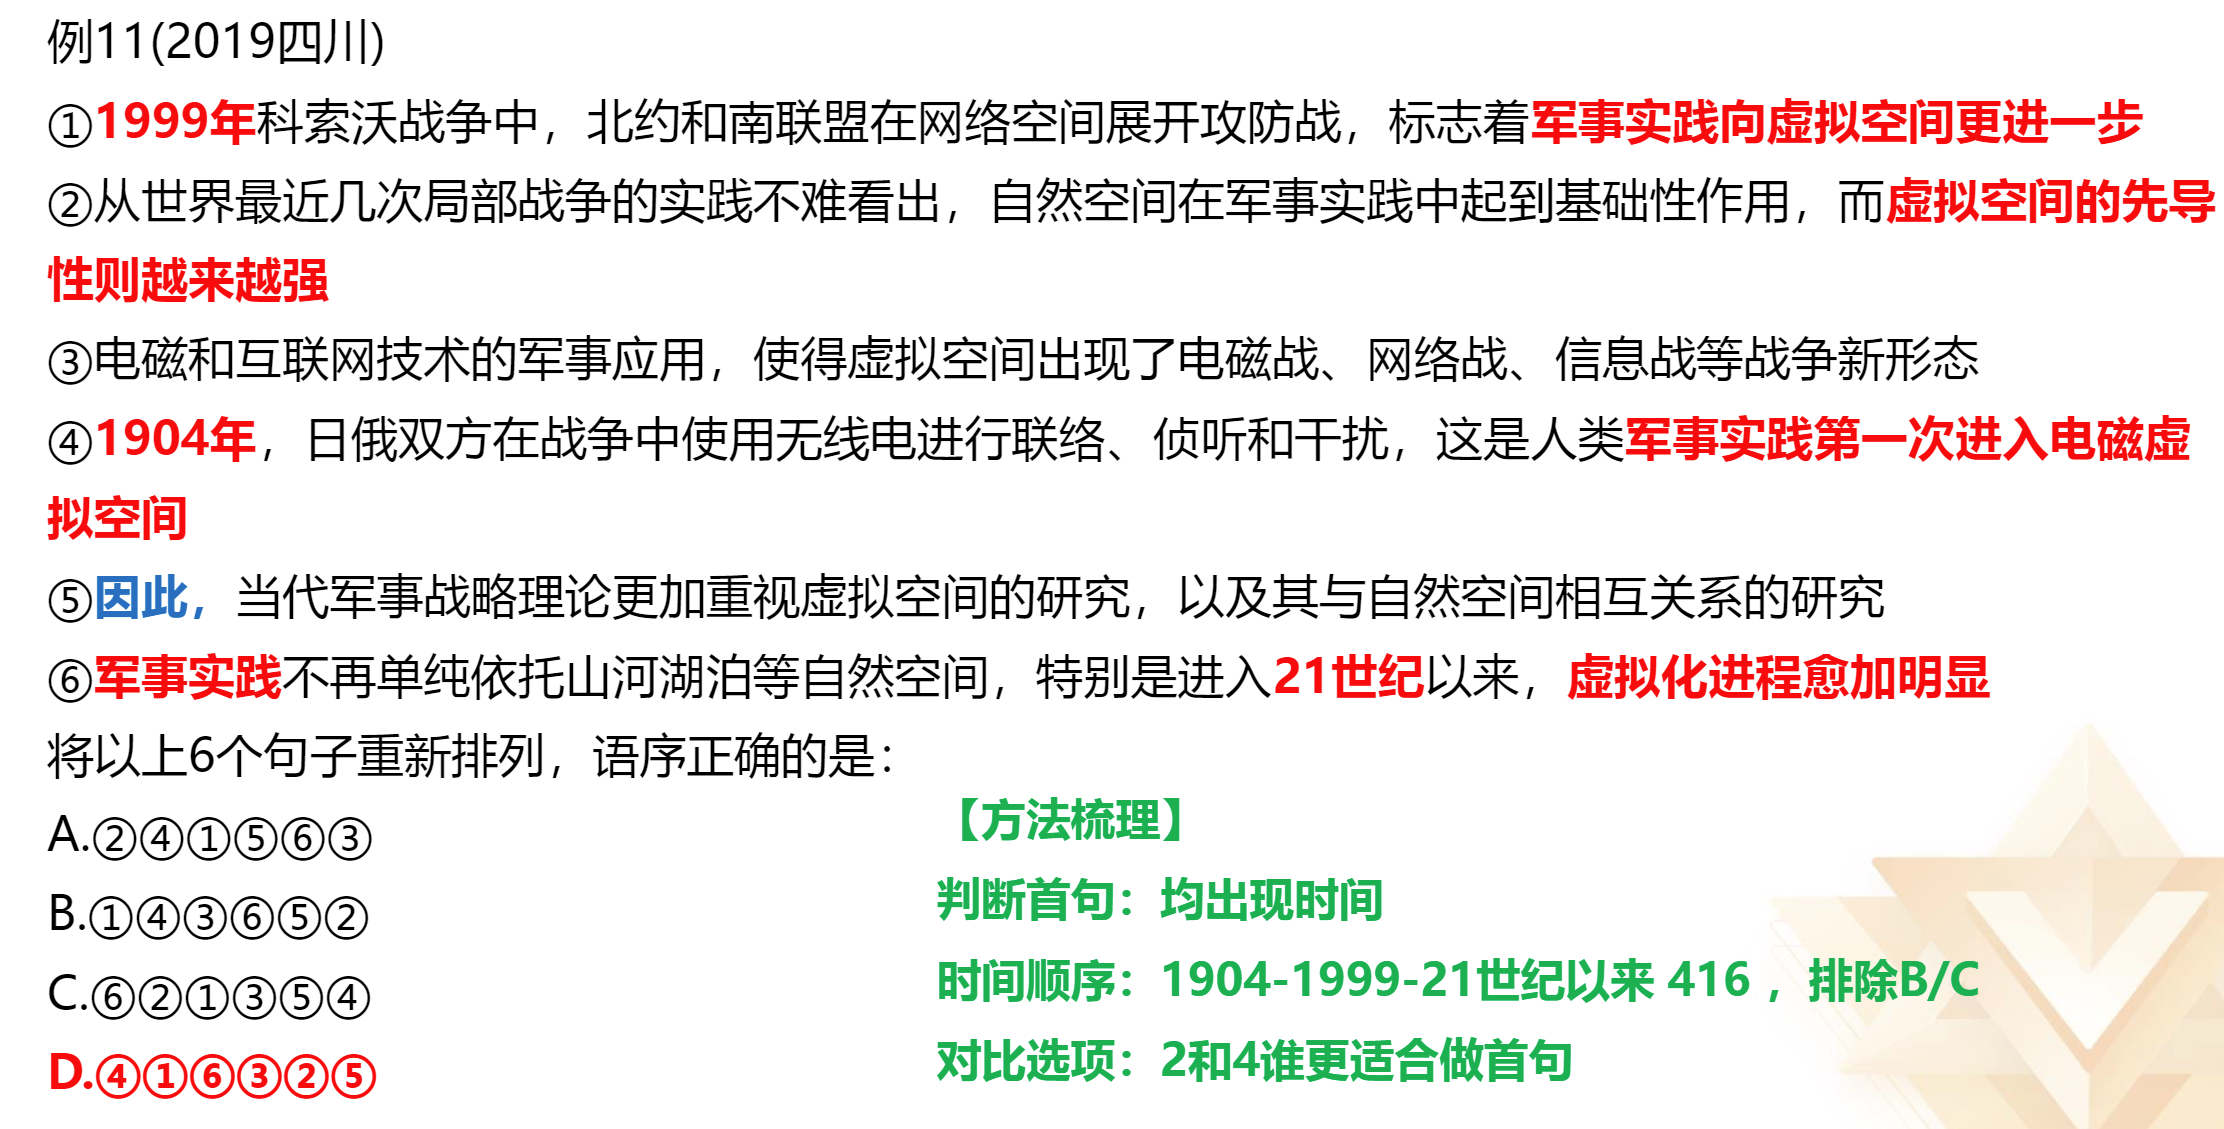 例11(2019四川)
①1999年科索沃战争中，北约和南联盟在网络空间展开攻防战，标志着军事实践向虚拟空间更进一步
②从世界最近几次局部战争的实践不难看出，自然空间在军事实践中起到基础性作用，而虚拟空间的先导
性则越来越强
③电磁和互联网技术的军事应用，使得虚拟空间出现了电磁战、网络战、信息战等战争新形态
④1904年，日俄双方在战争中使用无线电进行联络、侦听和干扰，这是人类军事实践第一次进入电磁虚
拟空间
⑤因此，当代军事战略理论更加重视虚拟空间的研究，以及其与自然空间相互关系的研究
⑥军事实践不再单纯依托山河湖泊等自然空间，特别是进入21世纪以来，虚拟化进程愈加明显
将以上6个句子重新排列，语序正确的是：
A.②④①⑤⑥③
B.①④③⑥⑤②
C.⑥②①③⑤④
D.④①⑥③②⑤
【方法梳理】
判断首句：均出现时间
时间顺序：1904-1999-21世纪以来 416 ，排除B/C
对比选项：2和4谁更适合做首句